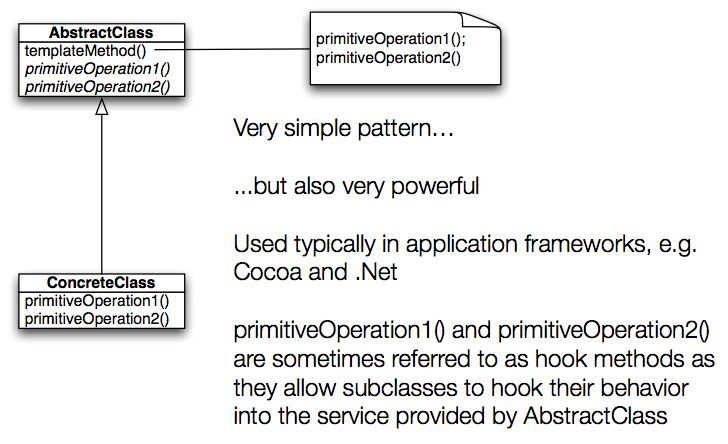 AbstractClass
templateMethod()
primitiveOperation1()
primitiveOperation2()
primitiveOperation1();
primitiveOperation2()
Very simple pattern…
...but also very powerful
Used typically in application frameworks, e.g.
Cocoa and .Net
ConcreteClass
primitiveOperation1()
primitiveOperation2()
primitiveOperation1() and primitiveOperation2()
are sometimes referred to as hook methods as
they allow subclasses to hook their behavior
into the service provided by AbstractClass